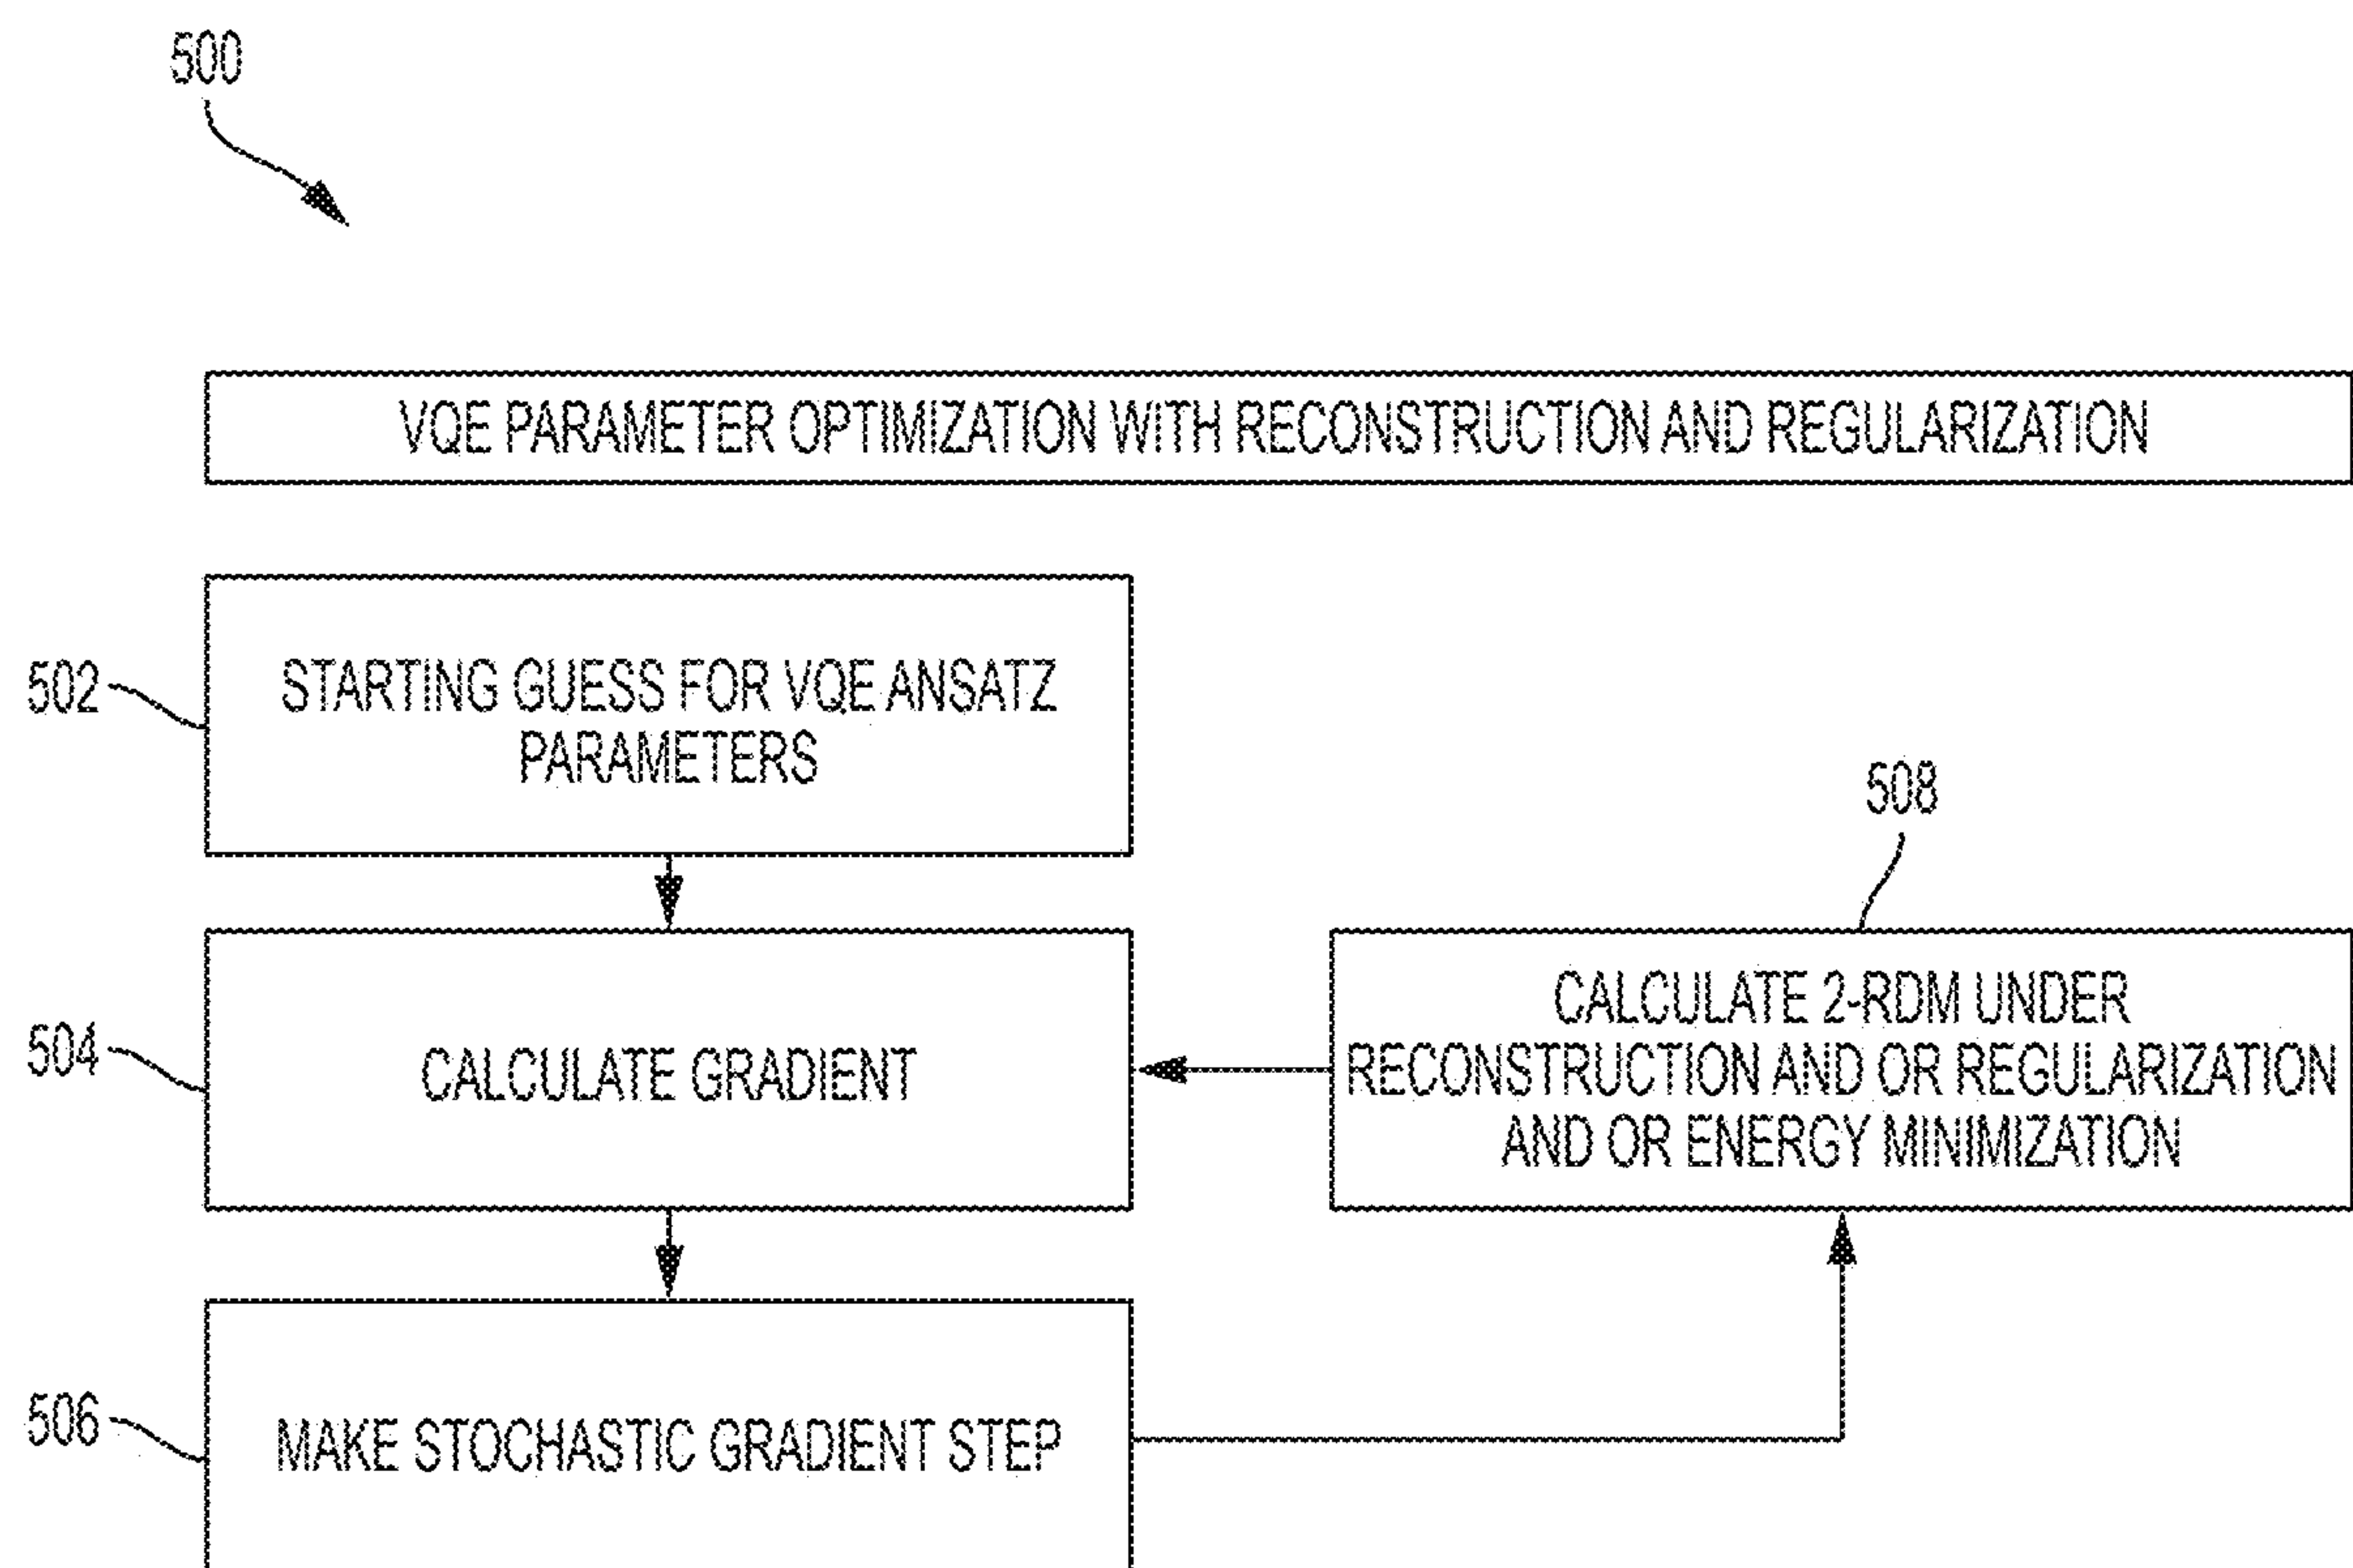 500
VQE PARAMETER OPTIMIZATION WITH RECONSTRUCTION AND REGULARIZATION
502
STARTING GUESS FOR VQE ANSATZ
PARAMETERS
508
504
CALCULATE GRADIENT
CALCULATE 2-RDM UNDER
RECONSTRUCTION AND OR REGULARIZATION
AND OR ENERGY MINIMIZATION
506
MAKE STOCHASTIC GRADIENT STEP